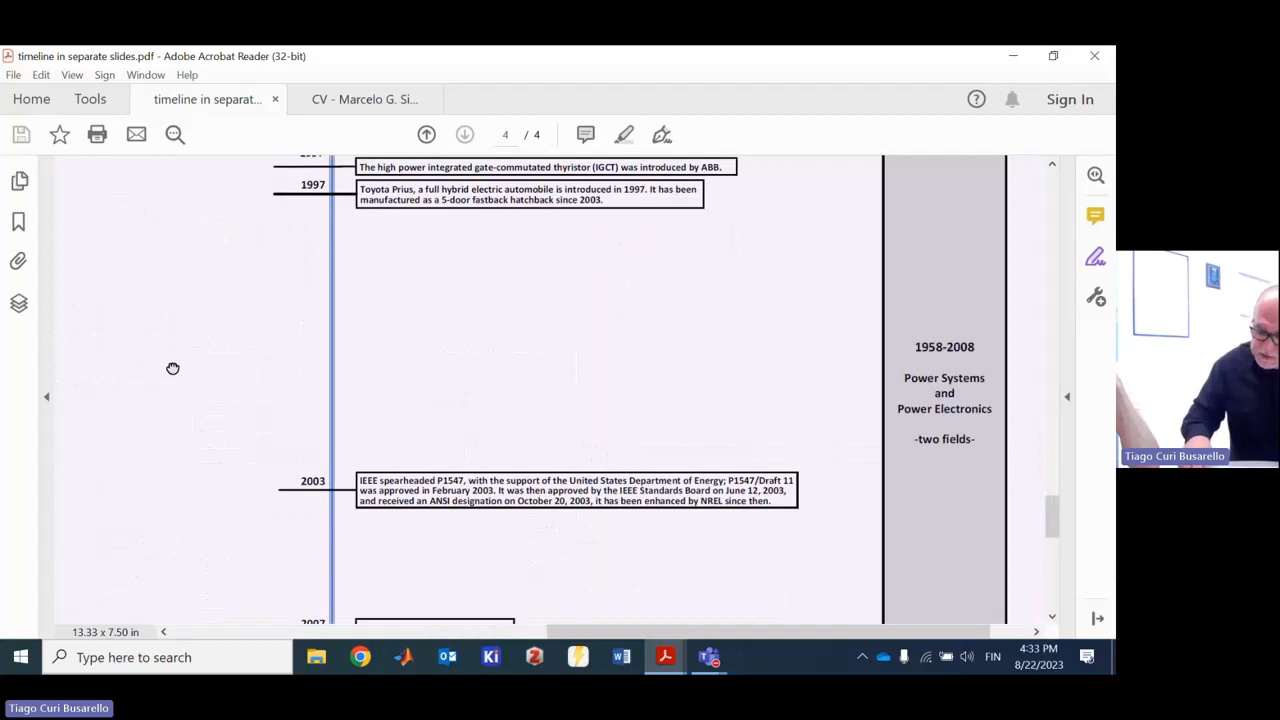 timeline in separate slides.pdf - Adobe Acrobat Reader (32-bit)
File Edit View Sign Window Help
Home Tools timeline in separat... × CV - Marcelo G. Si... Sign In
4 / 4
The high power integrated gate-commutated thyristor (IGCT) was introduced by ABB.
1997
Toyota Prius, a full hybrid electric automobile is introduced in 1997. It has been
manufactured as a 5-door fastback hatchback since 2003.
1958-2008
Power Systems
and
Power Electronics
-two fields-
2003
IEEE spearheaded P1547, with the support of the United States Department of Energy; P1547/Draft 11
was approved in February 2003. It was then approved by the IEEE Standards Board on June 12, 2003,
and received an ANSI designation on October 20, 2003, it has been enhanced by NREL since then.
Tiago Curi Busarello
2007
13.33 x 7.50 in
Type here to search
Ki
FIN
4:33 PM
8/22/2023
Tiago Curi Busarello